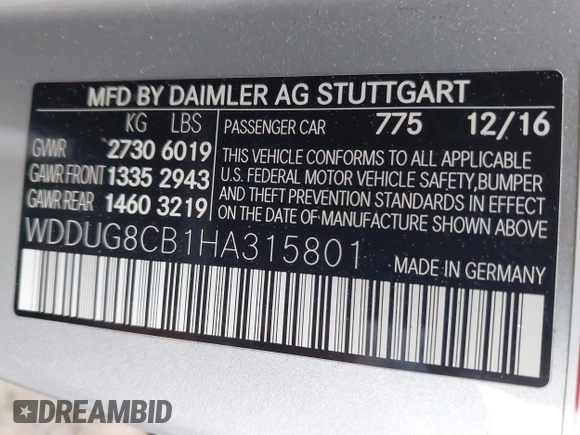 MFD BY DAIMLER AG STUTTGART
KG LBS
GVWR 2730 6019
GAWR FRONT 1335 2943
GAWR REAR 1460 3219
PASSENGER CAR 775 12/16
THIS VEHICLE CONFORMS TO ALL APPLICABLE
U.S. FEDERAL MOTOR VEHICLE SAFETY,BUMPER
AND THEFT PREVENTION STANDARDS IN EFFECT
ON THE DATE OF MANUFACTURE SHOWN ABOVE
WDDUG8CB1HA315801
MADE IN GERMANY
DREAMBID